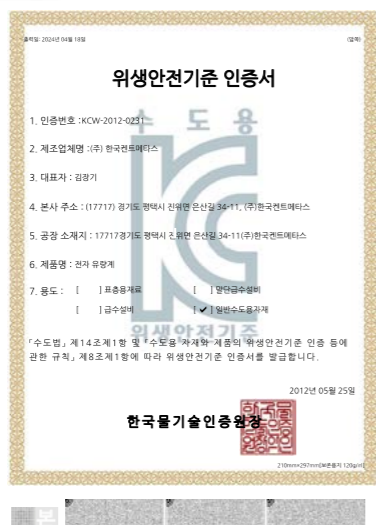 출력일: 2024년 04월 18일
(앞쪽)
위생안전기준 인증서
수 도 용
1. 인증번호 :KCW-2012-0231
2. 제조업체명 :(주) 한국켄트메타스
3. 대표자 : 김장기
4. 본사 주소 : (17717) 경기도 평택시 진위면 은산길 34-11, (주)한국켄트메타스
5. 공장 소재지 : 17717경기도 평택시 진위면 은산길 34-11(주)한국켄트메타스
6. 제품명 : 전자 유량계
7. 용도 : [ ] 표층용재료 [ ] 말단급수설비
[ ] 급수설비 [ ✔ ] 일반수도용자재
위생안전기준
「수도법」 제14조제1항 및 「수도용 자재와 제품의 위생안전기준 인증 등에
관한 규칙」 제8조제1항에 따라 위생안전기준 인증서를 발급합니다.
2012년 05월 25일
한국물기술인증원장
210mm×297mm[보존용지 120g/㎡]
본